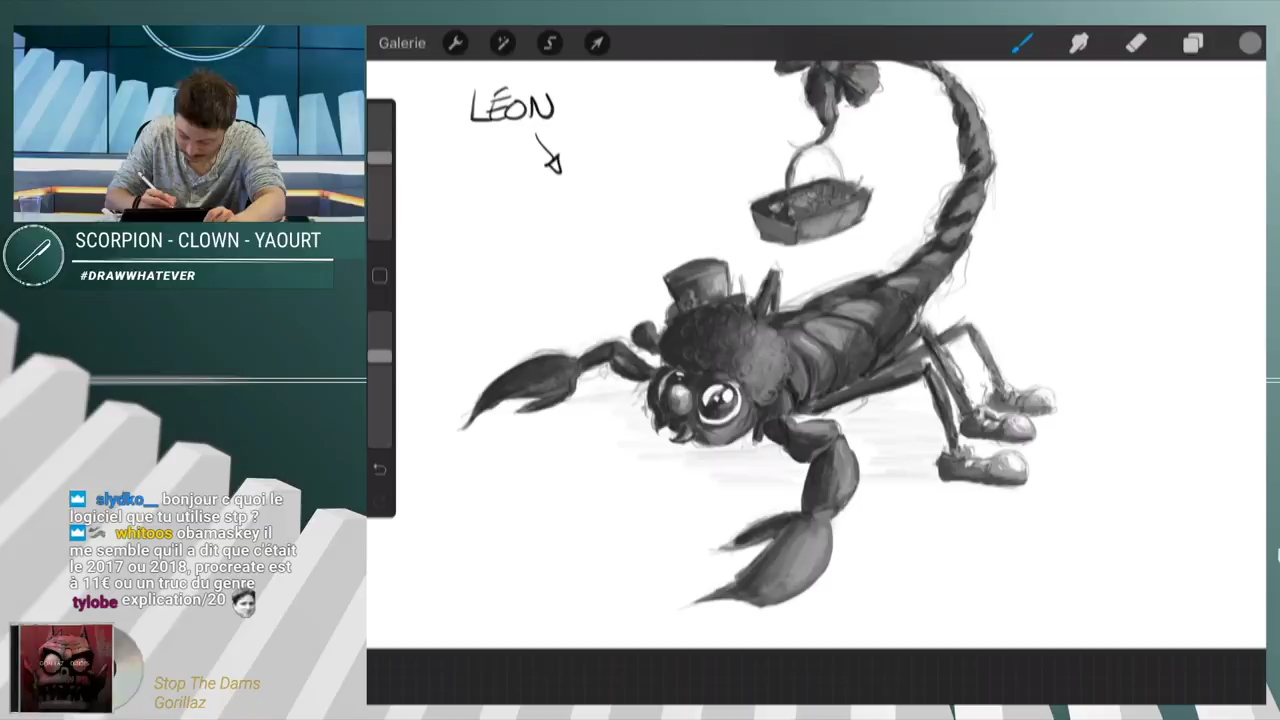 Galerie
LÉON
SCORPION - CLOWN - YAOURT
#DRAWWHATEVER
slydko__ bonjour c quoi le
logiciel que tu utilise stp ?
whitoos obamaskey il
me semble qu'il a dit que c'était
le 2017 ou 2018, procreate est
à 11€ ou un truc du genre
tylobe explication/20
Stop The Dams
Gorillaz